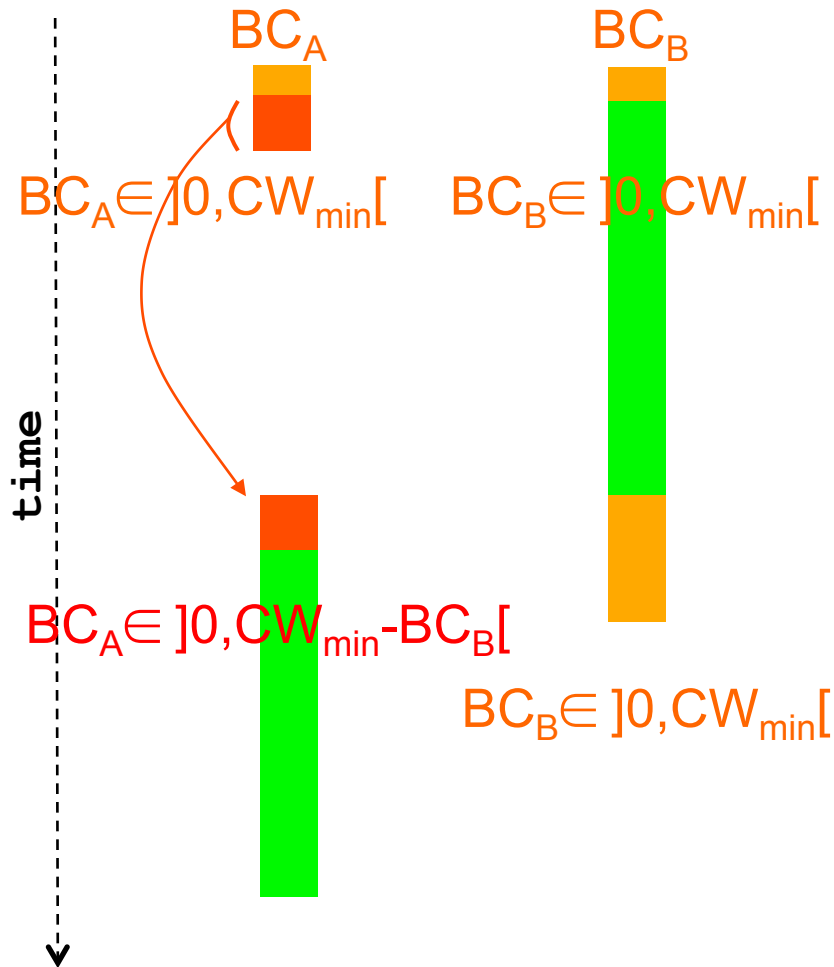 BC_A
BC_B
BC_A∈ ]0,CW_min[
BC_B∈ ]0,CW_min[
time
BC_A∈ ]0,CW_min-BC_B[
BC_B∈ ]0,CW_min[